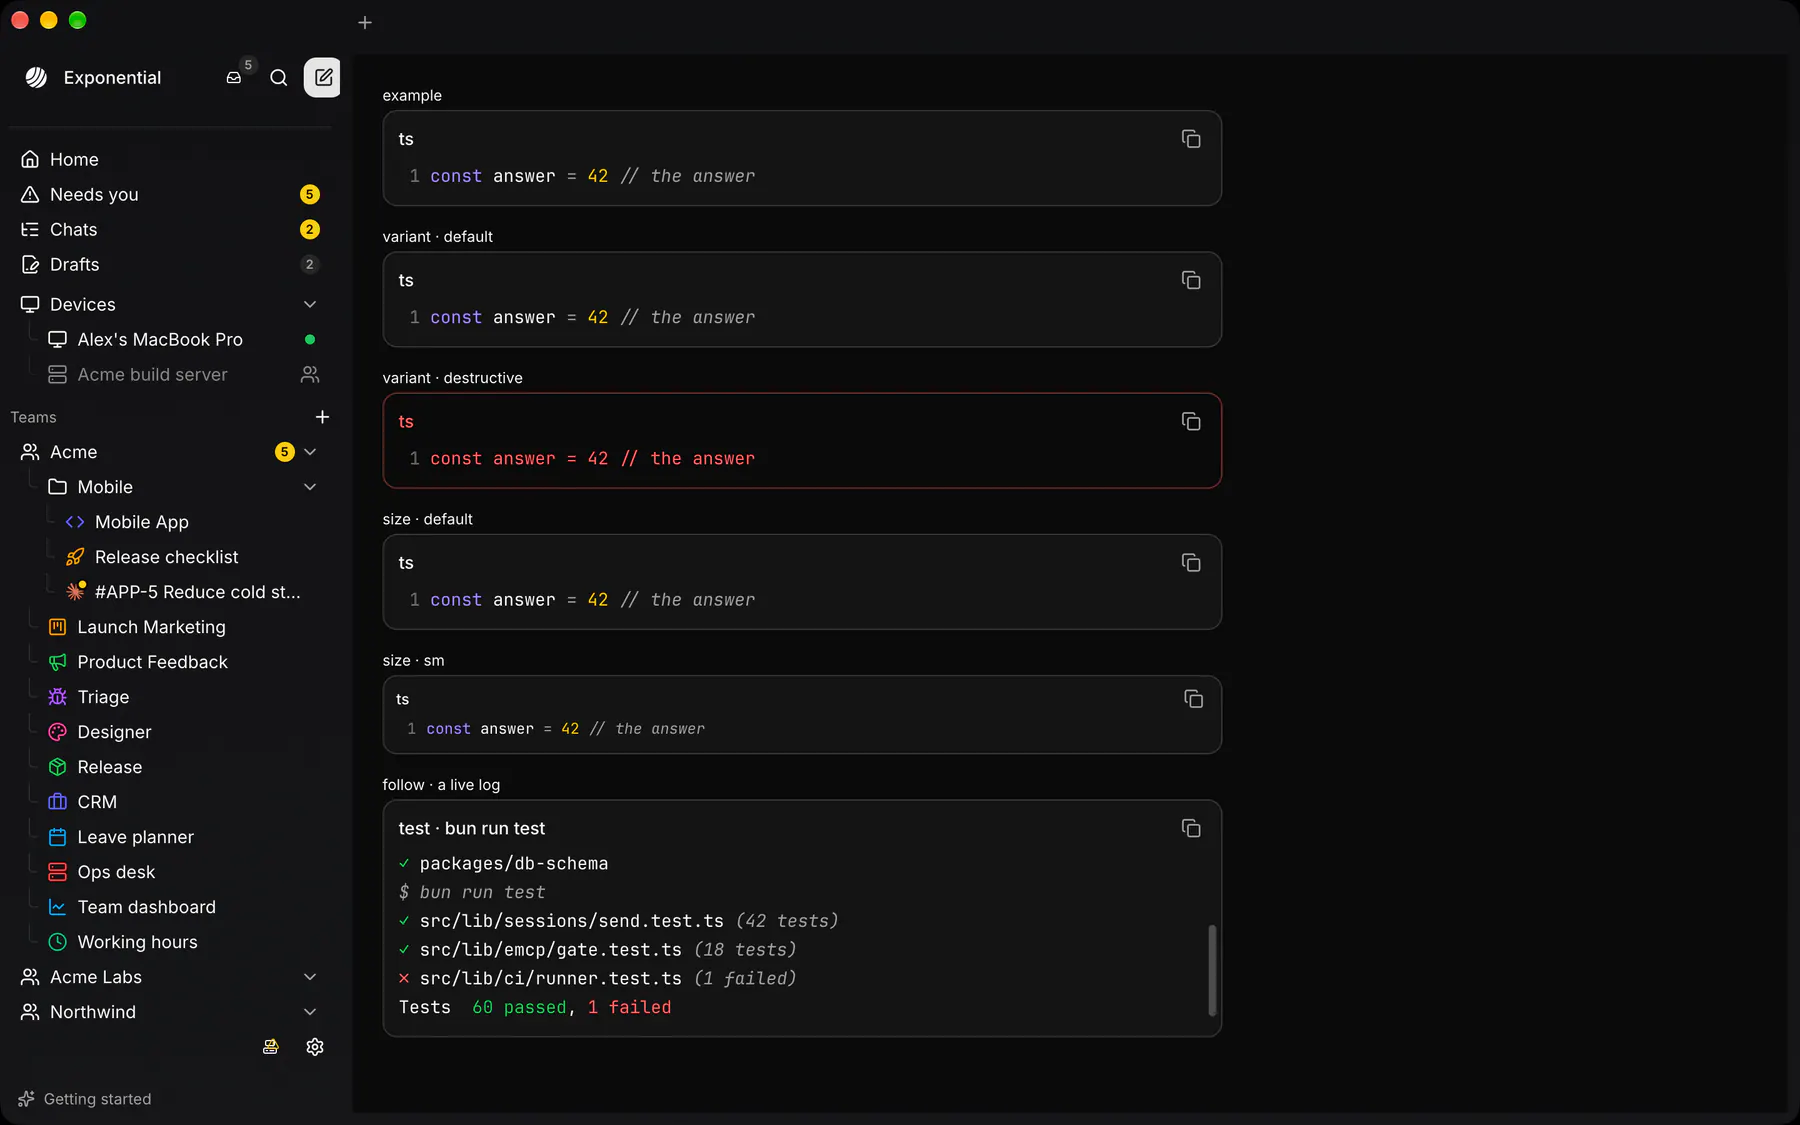 Exponential
5
Home
Needs you
5
Chats
2
Drafts
2
Devices
Alex's MacBook Pro
Acme build server
Teams
Acme
5
Mobile
Mobile App
Release checklist
#APP-5 Reduce cold st...
Launch Marketing
Product Feedback
Triage
Designer
Release
CRM
Leave planner
Ops desk
Team dashboard
Working hours
Acme Labs
Northwind
Getting started
example
ts
1 const answer = 42 // the answer
variant · default
ts
1 const answer = 42 // the answer
variant · destructive
ts
1 const answer = 42 // the answer
size · default
ts
1 const answer = 42 // the answer
size · sm
ts
1 const answer = 42 // the answer
follow · a live log
test · bun run test
✓ packages/db-schema
$ bun run test
✓ src/lib/sessions/send.test.ts (42 tests)
✓ src/lib/emcp/gate.test.ts (18 tests)
✕ src/lib/ci/runner.test.ts (1 failed)
Tests 60 passed, 1 failed